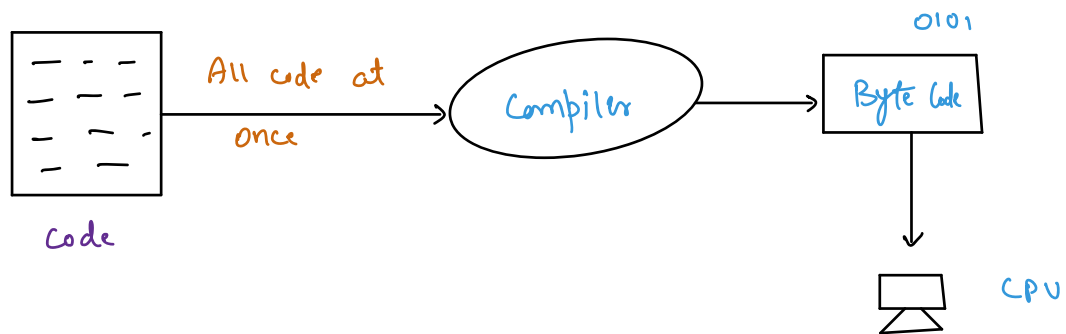 0101
All code at
once
Compiler
Byte Code
Code
CPU